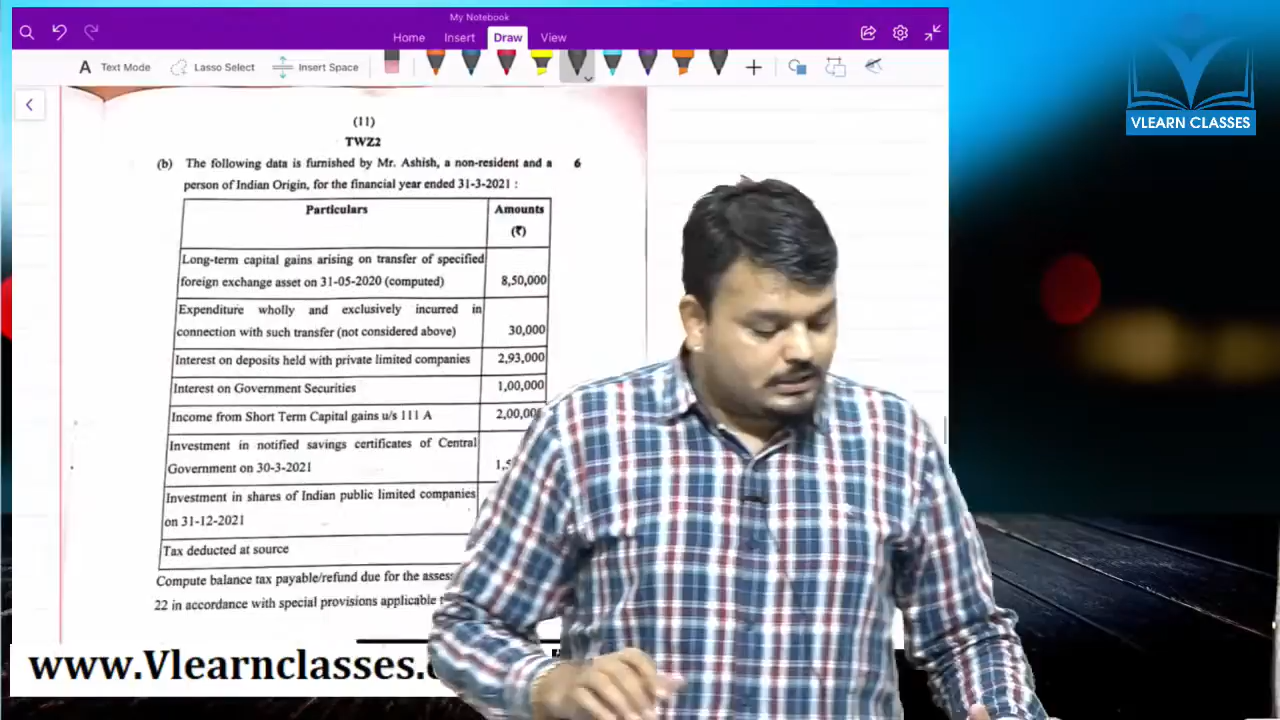 My Notebook
Home Insert Draw View
Text Mode Lasso Select Insert Space
VLEARN CLASSES
(11)
TWZ2
(b) The following data is furnished by Mr. Ashish, a non-resident and a 6
person of Indian Origin, for the financial year ended 31-3-2021 :
Particulars Amounts
(₹)
Long-term capital gains arising on transfer of specified
foreign exchange asset on 31-05-2020 (computed) 8,50,000
Expenditure wholly and exclusively incurred in
connection with such transfer (not considered above) 30,000
Interest on deposits held with private limited companies 2,93,000
Interest on Government Securities 1,00,000
Income from Short Term Capital gains u/s 111 A 2,00,000
Investment in notified savings certificates of Central
Government on 30-3-2021
Investment in shares of Indian public limited companies
on 31-12-2021
Tax deducted at source
Compute balance tax payable/refund due for the
22 in accordance with special provisions applicable
www.Vlearnclasses.